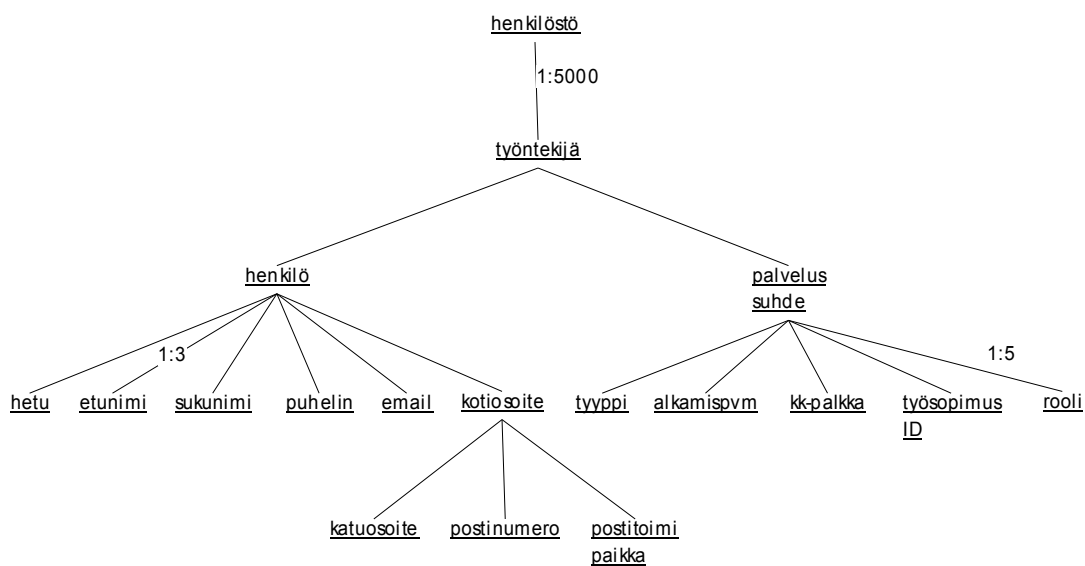 henkilöstö
1:5000
työntekijä
henkilö
palvelus
suhde
1:3
1:5
hetu
etunimi
sukunimi
puhelin
email
kotiosoite
tyyppi
alkamispvm
kk-palkka
työsopimus
ID
rooli
katuosoite
postinumero
postitoimi
paikka